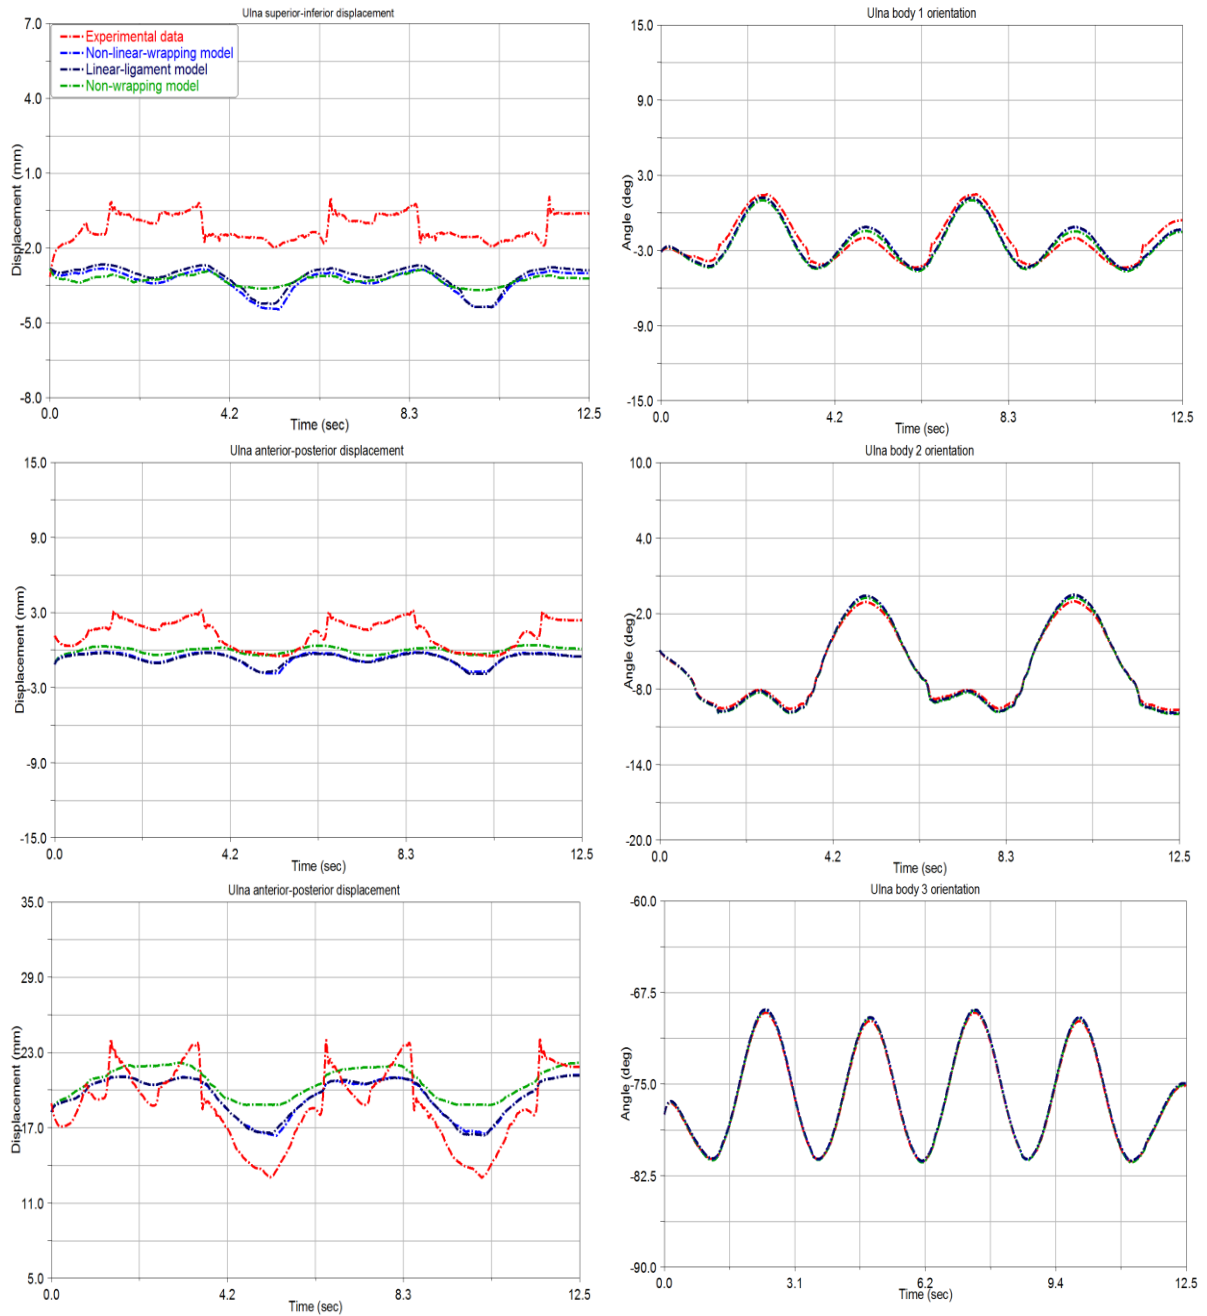 Ulna superior-inferior displacement
7.0
4.0
1.0
-2.0
-5.0
-8.0
Displacement (mm)
Experimental data
Non-linear-wrapping model
Linear-ligament model
Non-wrapping model
0.0 4.2 8.3 12.5
Time (sec)
Ulna body 1 orientation
15.0
9.0
3.0
-3.0
-9.0
-15.0
Angle (deg)
0.0 4.2 8.3 12.5
Time (sec)
Ulna anterior-posterior displacement
15.0
9.0
3.0
-3.0
-9.0
-15.0
Displacement (mm)
0.0 4.2 8.3 12.5
Time (sec)
Ulna body 2 orientation
10.0
4.0
-2.0
-8.0
-14.0
-20.0
Angle (deg)
0.0 4.2 8.3 12.5
Time (sec)
Ulna anterior-posterior displacement
35.0
29.0
23.0
17.0
11.0
5.0
Displacement (mm)
0.0 4.2 8.3 12.5
Time (sec)
Ulna body 3 orientation
-60.0
-67.5
-75.0
-82.5
-90.0
Angle (deg)
0.0 3.1 6.2 9.4 12.5
Time (sec)